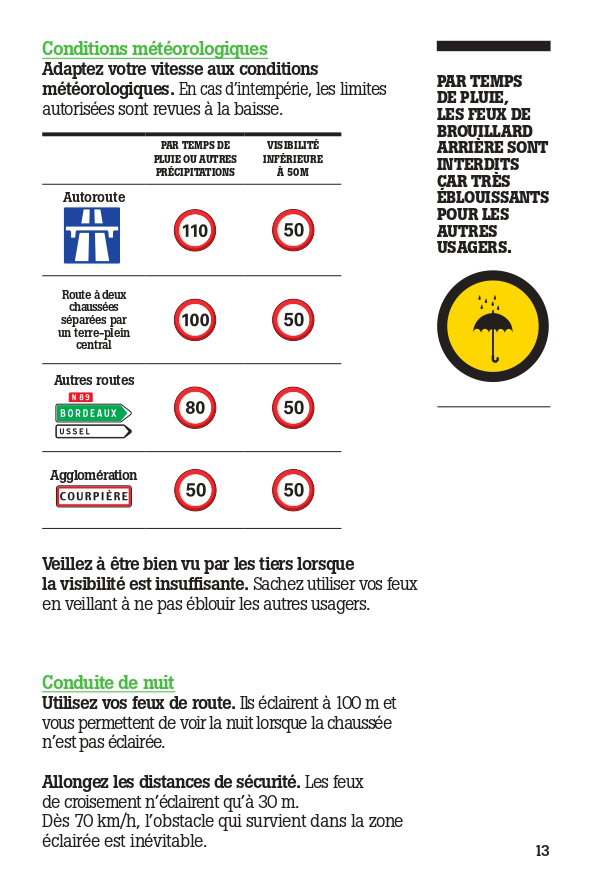 Conditions météorologiques
Adaptez votre vitesse aux conditions
météorologiques. En cas d'intempérie, les limites
autorisées sont revues à la baisse.
PAR TEMPS DE
PLUIE OU AUTRES
PRÉCIPITATIONS
VISIBILITÉ
INFÉRIEURE
À 50M
Autoroute
110
50
Route à deux
chaussées
séparées par
un terre-plein
central
100
50
Autres routes
N 89
BORDEAUX
USSEL
80
50
Agglomération
COURPIÈRE
50
50
Veillez à être bien vu par les tiers lorsque
la visibilité est insuffisante. Sachez utiliser vos feux
en veillant à ne pas éblouir les autres usagers.
Conduite de nuit
Utilisez vos feux de route. Ils éclairent à 100 m et
vous permettent de voir la nuit lorsque la chaussée
n'est pas éclairée.
Allongez les distances de sécurité. Les feux
de croisement n'éclairent qu'à 30 m.
Dès 70 km/h, l'obstacle qui survient dans la zone
éclairée est inévitable.
PAR TEMPS
DE PLUIE,
LES FEUX DE
BROUILLARD
ARRIÈRE SONT
INTERDITS
CAR TRÈS
ÉBLOUISSANTS
POUR LES
AUTRES
USAGERS.
13